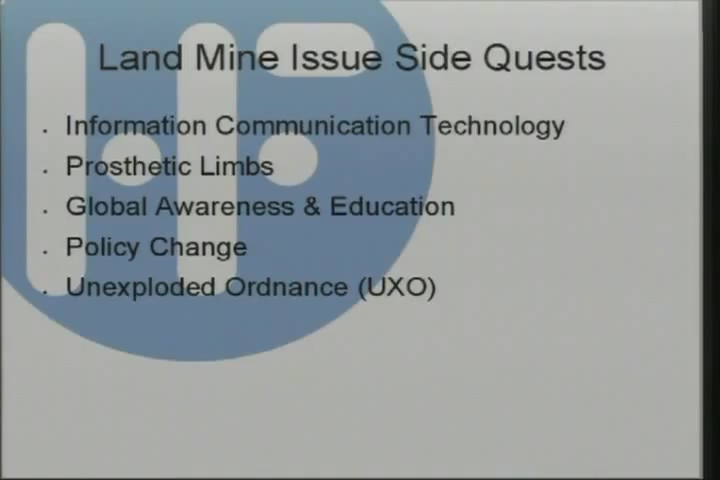 Land Mine Issue Side Quests
. Information Communication Technology
. Prosthetic Limbs
. Global Awareness & Education
. Policy Change
. Unexploded Ordnance (UXO)